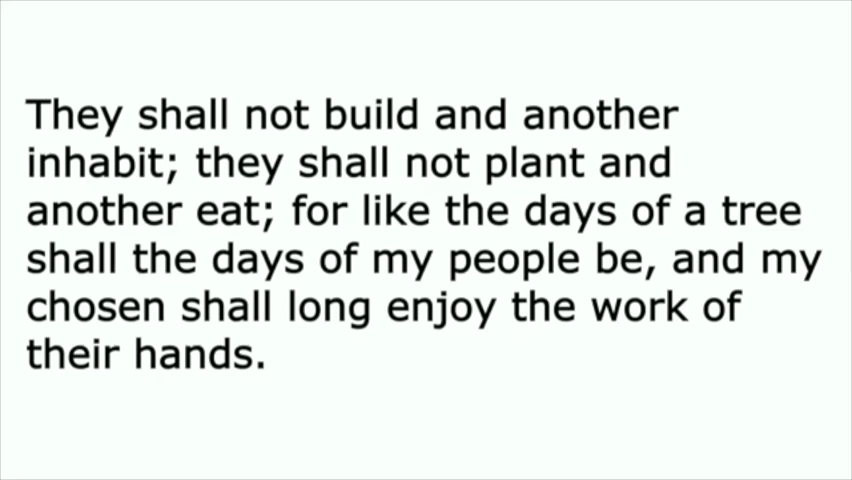 They shall not build and another
inhabit; they shall not plant and
another eat; for like the days of a tree
shall the days of my people be, and my
chosen shall long enjoy the work of
their hands.